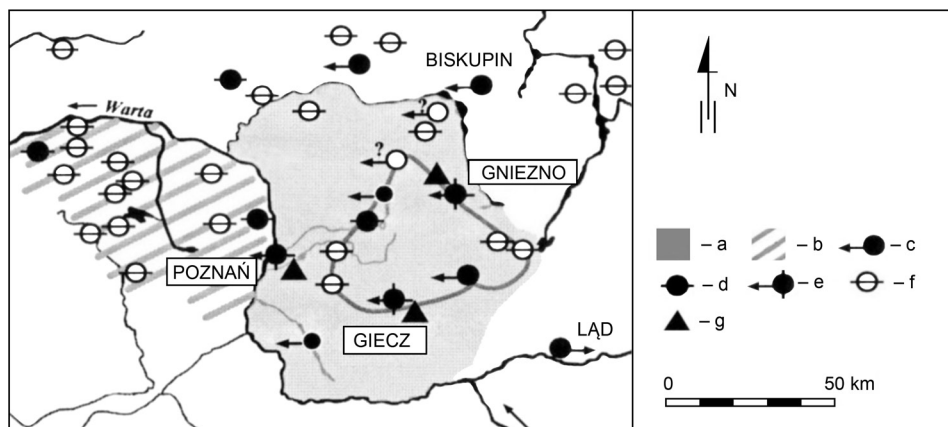 BISKUPIN
?
Warta
?
GNIEZNO
POZNAŃ
GIECZ
LĄD
N
– a
– b
– c
– d
– e
– f
– g
0
50 km